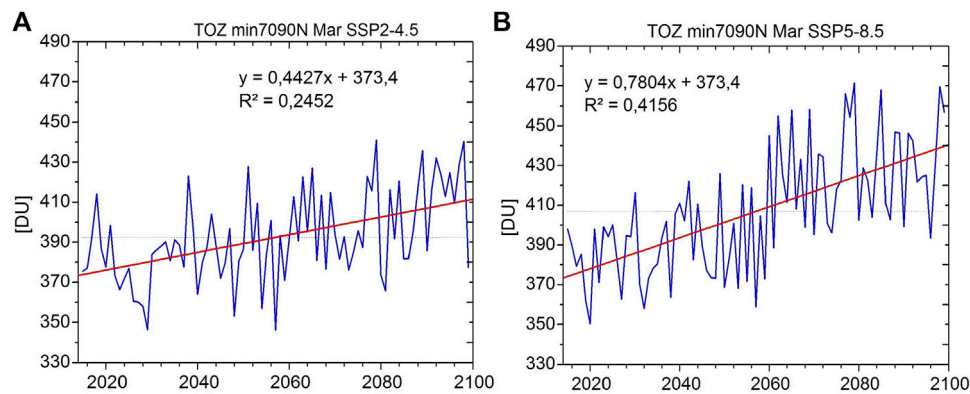 A
TOZ min7090N Mar SSP2-4.5
490
470
450
430
410
390
370
350
330
[DU]
y = 0,4427x + 373,4
R² = 0,2452
2020
2040
2060
2080
2100
B
TOZ min7090N Mar SSP5-8.5
490
470
450
430
410
390
370
350
330
[DU]
y = 0,7804x + 373,4
R² = 0,4156
2020
2040
2060
2080
2100